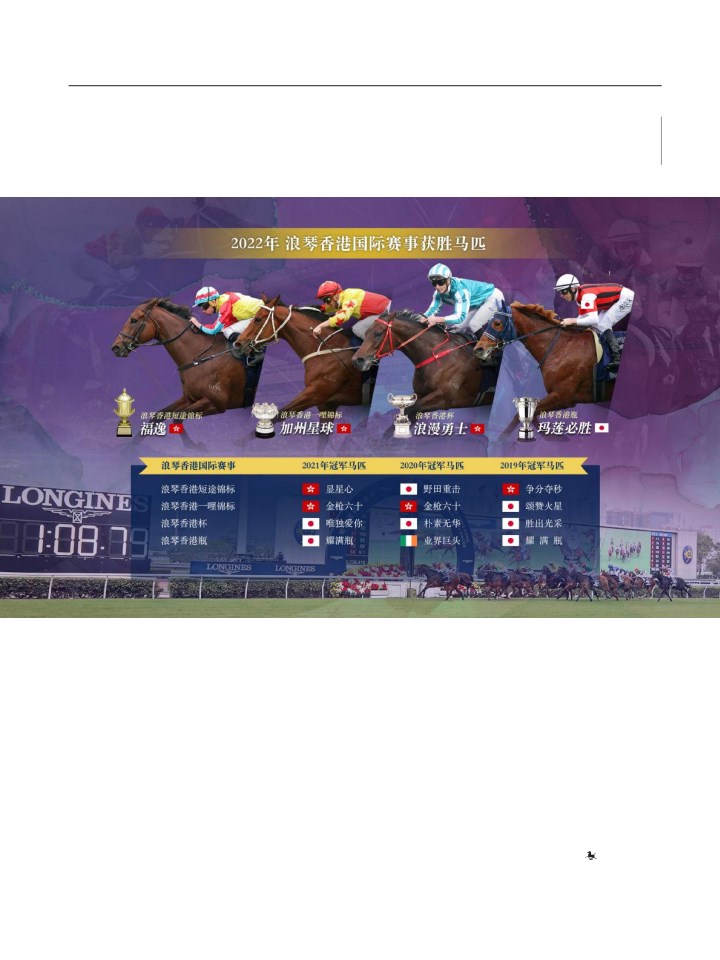 2022年 浪琴香港国际赛事获胜马匹
浪琴香港短途锦标
福逸
浪琴香港一哩锦标
加州星球
浪琴香港杯
浪漫勇士
浪琴香港瓶
玛莲必胜
浪琴香港国际赛事 2021年冠军马匹 2020年冠军马匹 2019年冠军马匹
浪琴香港短途锦标 显星心 野田重击 争分夺秒
浪琴香港一哩锦标 金枪六十 金枪六十 颂赞火星
浪琴香港杯 唯独爱你 朴素无华 胜出光采
浪琴香港瓶 耀满瓶 业界巨头 耀满瓶
LONGINES
1:08.7
LONGINES
LONGINES